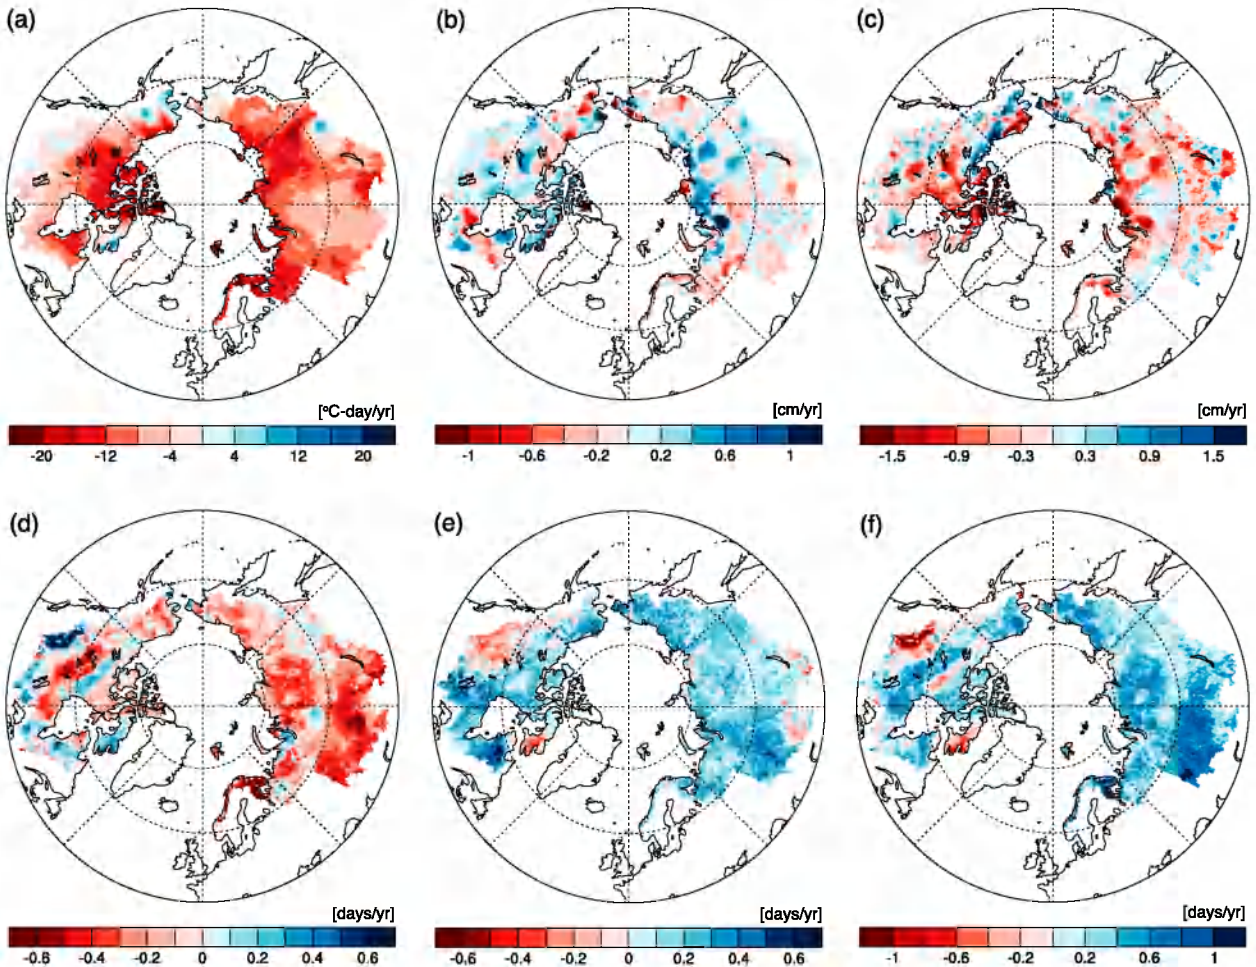 (a) (b) (c)
[°C-day/yr] [cm/yr] [cm/yr]
-20 -12 -4 4 12 20 -1 -0.6 -0.2 0.2 0.6 1 -1.5 -0.9 -0.3 0.3 0.9 1.5
(d) (e) (f)
[days/yr] [days/yr] [days/yr]
-0.6 -0.4 -0.2 0 0.2 0.4 0.6 -0.6 -0.4 -0.2 0 0.2 0.4 0.6 -1 -0.6 -0.2 0.2 0.6 1